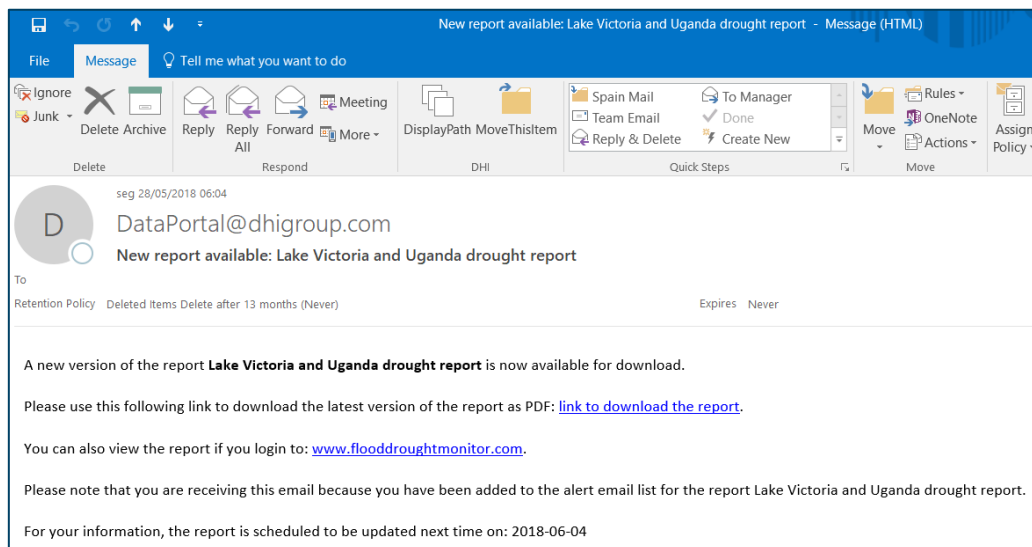 New report available: Lake Victoria and Uganda drought report - Message (HTML)
File Message Tell me what you want to do
Ignore
Junk
Delete Archive
Reply Reply All Forward
Meeting
More
DisplayPath MoveThisItem
Spain Mail To Manager
Team Email Done
Reply & Delete Create New
Move
Rules
OneNote
Actions
Assign Policy
Delete Respond DHI Quick Steps Move
seg 28/05/2018 06:04
D DataPortal@dhigroup.com
New report available: Lake Victoria and Uganda drought report
To
Retention Policy Deleted Items Delete after 13 months (Never) Expires Never
A new version of the report Lake Victoria and Uganda drought report is now available for download.
Please use this following link to download the latest version of the report as PDF: link to download the report.
You can also view the report if you login to: www.flooddroughtmonitor.com.
Please note that you are receiving this email because you have been added to the alert email list for the report Lake Victoria and Uganda drought report.
For your information, the report is scheduled to be updated next time on: 2018-06-04